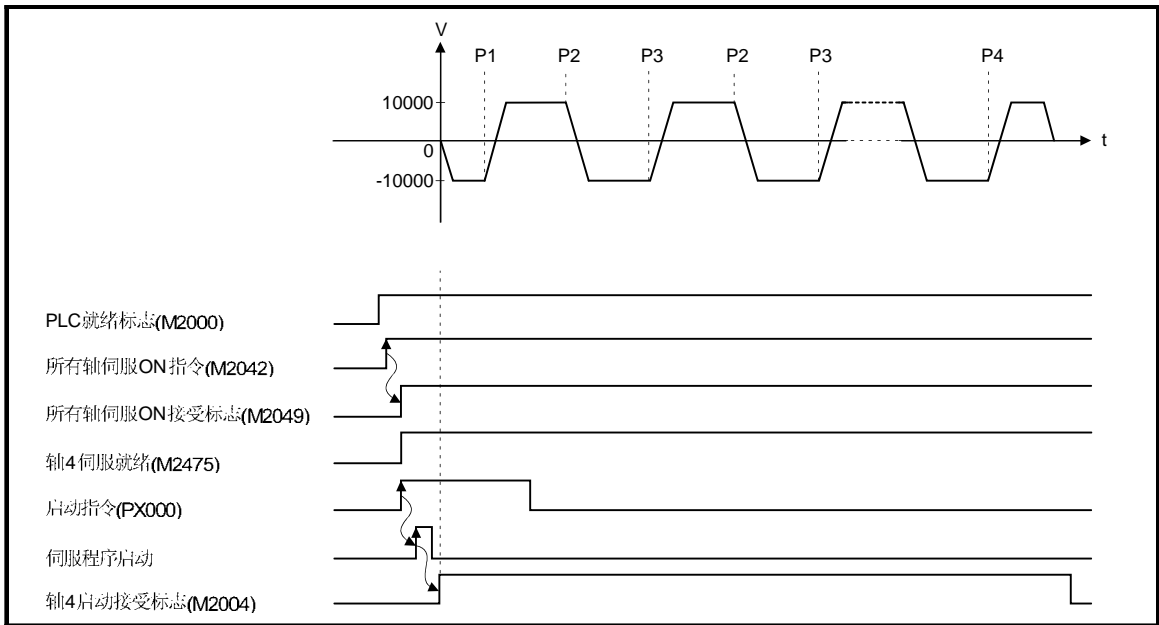 V
P1 P2 P3 P2 P3 P4
10000
0
t
-10000
PLC就绪标志(M2000)
所有轴伺服ON指令(M2042)
所有轴伺服ON接受标志(M2049)
轴4伺服就绪(M2475)
启动指令(PX000)
伺服程序启动
轴4启动接受标志(M2004)